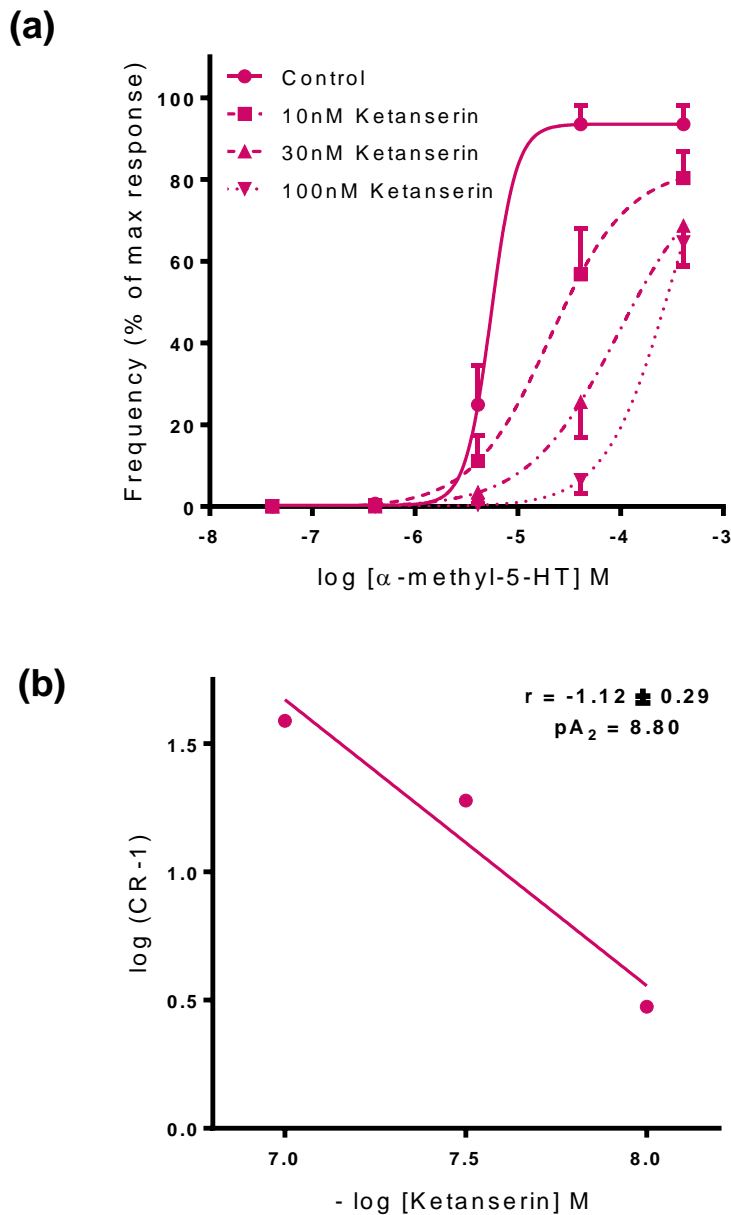 (a)
Frequency (% of max response)
100
80
60
40
20
0
Control
10nM Ketanserin
30nM Ketanserin
100nM Ketanserin
-8 -7 -6 -5 -4 -3
log [α-methyl-5-HT] M
(b)
r = -1.12 ± 0.29
pA₂ = 8.80
log (CR-1)
1.5
1.0
0.5
0.0
7.0 7.5 8.0
- log [Ketanserin] M